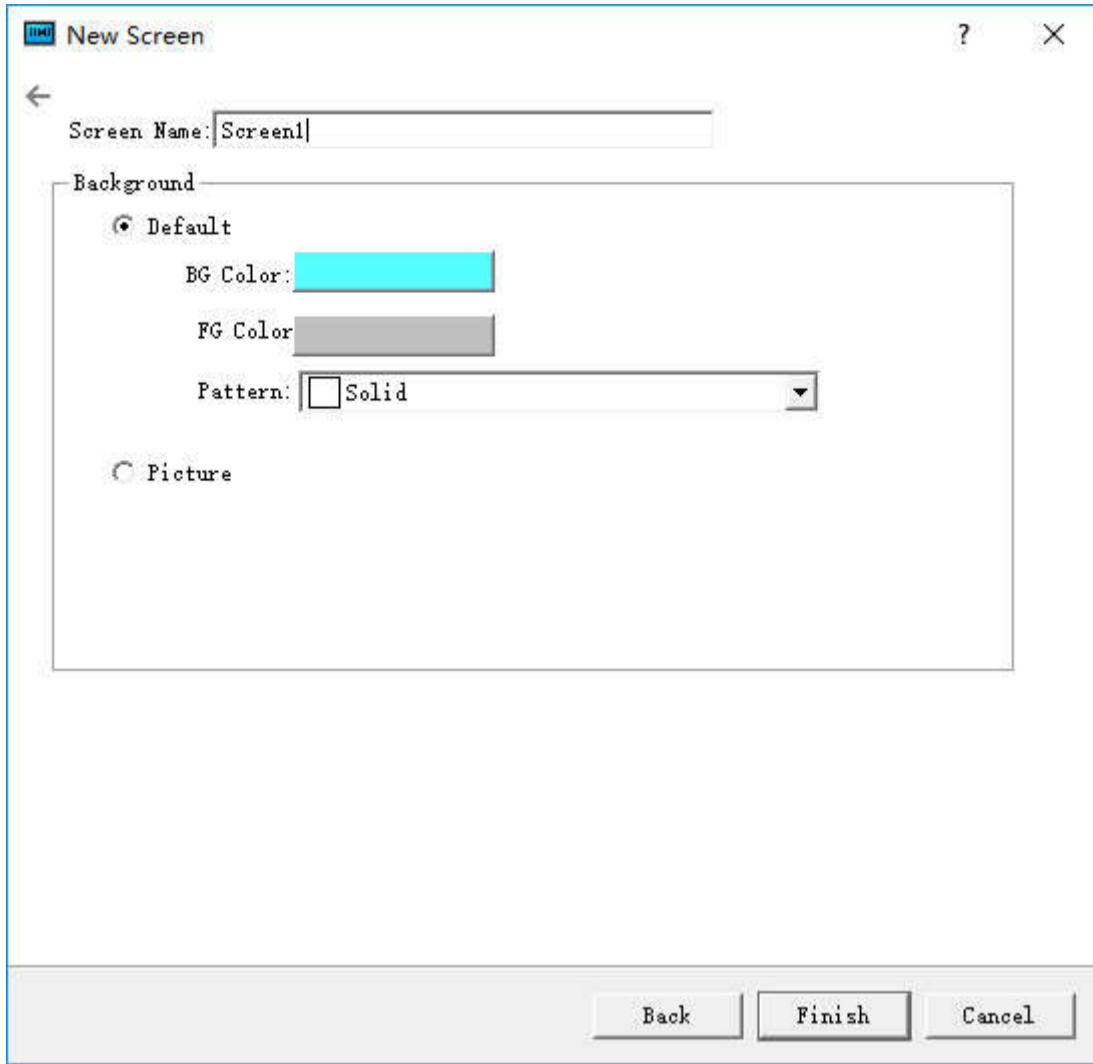 New Screen ?
Screen Name: Screen1
Background
Default
BG Color:
FG Color
Pattern: Solid
Picture
Back Finish Cancel